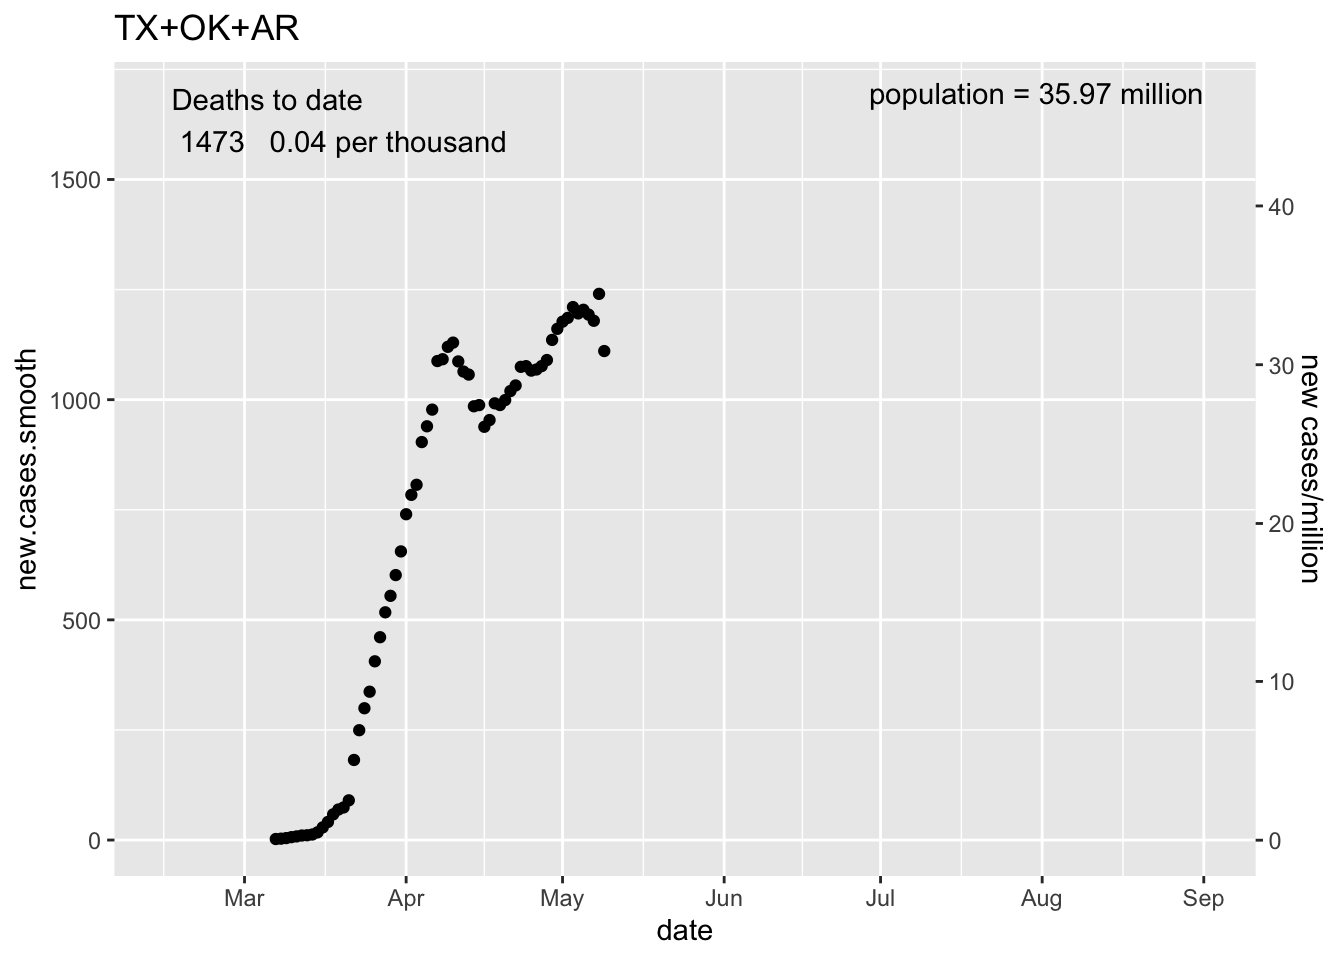 TX+OK+AR
Deaths to date
population = 35.97 million
1473 0.04 per thousand
1500
1000
500
0
new.cases.smooth
40
30
20
10
0
new cases/million
Mar Apr May Jun Jul Aug Sep
date